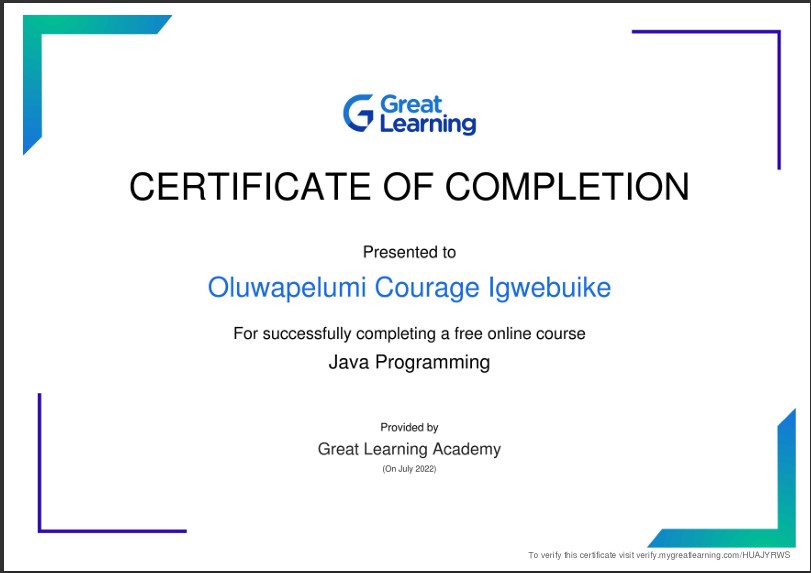 Great
Learning
CERTIFICATE OF COMPLETION
Presented to
Oluwapelumi Courage Igwebuike
For successfully completing a free online course
Java Programming
Provided by
Great Learning Academy
(On July 2022)
To verify this certificate visit verify.mygreatlearning.com/HUAJYRWS